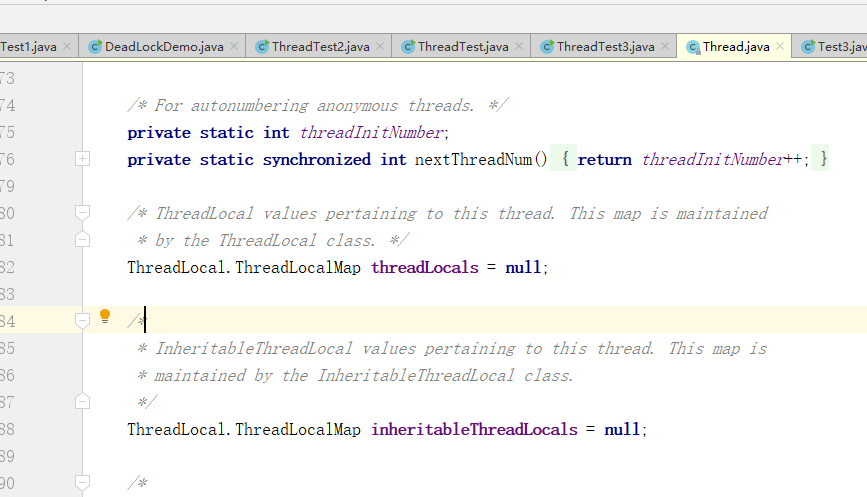 Test1.java × DeadLockDemo.java × ThreadTest2.java × ThreadTest.java × ThreadTest3.java × Thread.java × Test3.jav
73
74 /* For autonumbering anonymous threads. */
75 private static int threadInitNumber;
76 private static synchronized int nextThreadNum() { return threadInitNumber++; }
79
80 /* ThreadLocal values pertaining to this thread. This map is maintained
81 * by the ThreadLocal class. */
82 ThreadLocal.ThreadLocalMap threadLocals = null;
83
84 /*
85 * InheritableThreadLocal values pertaining to this thread. This map is
86 * maintained by the InheritableThreadLocal class.
87 */
88 ThreadLocal.ThreadLocalMap inheritableThreadLocals = null;
89
90 /*